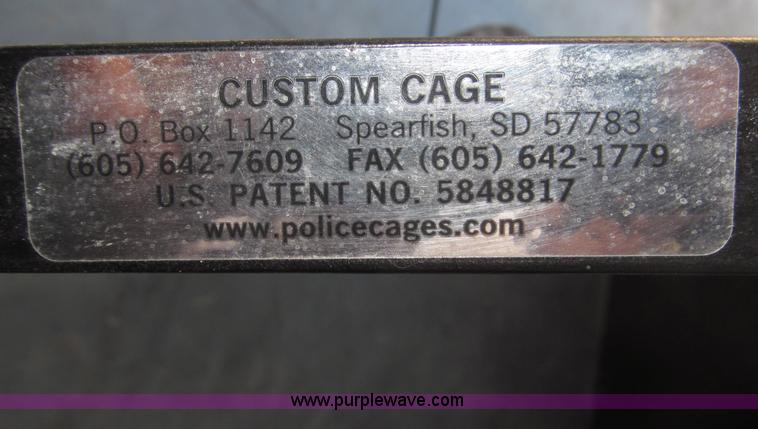 CUSTOM CAGE
P.O. Box 1142 Spearfish, SD 57783
(605) 642-7609 FAX (605) 642-1779
U.S. PATENT NO. 5848817
www.policecages.com
www.purplewave.com